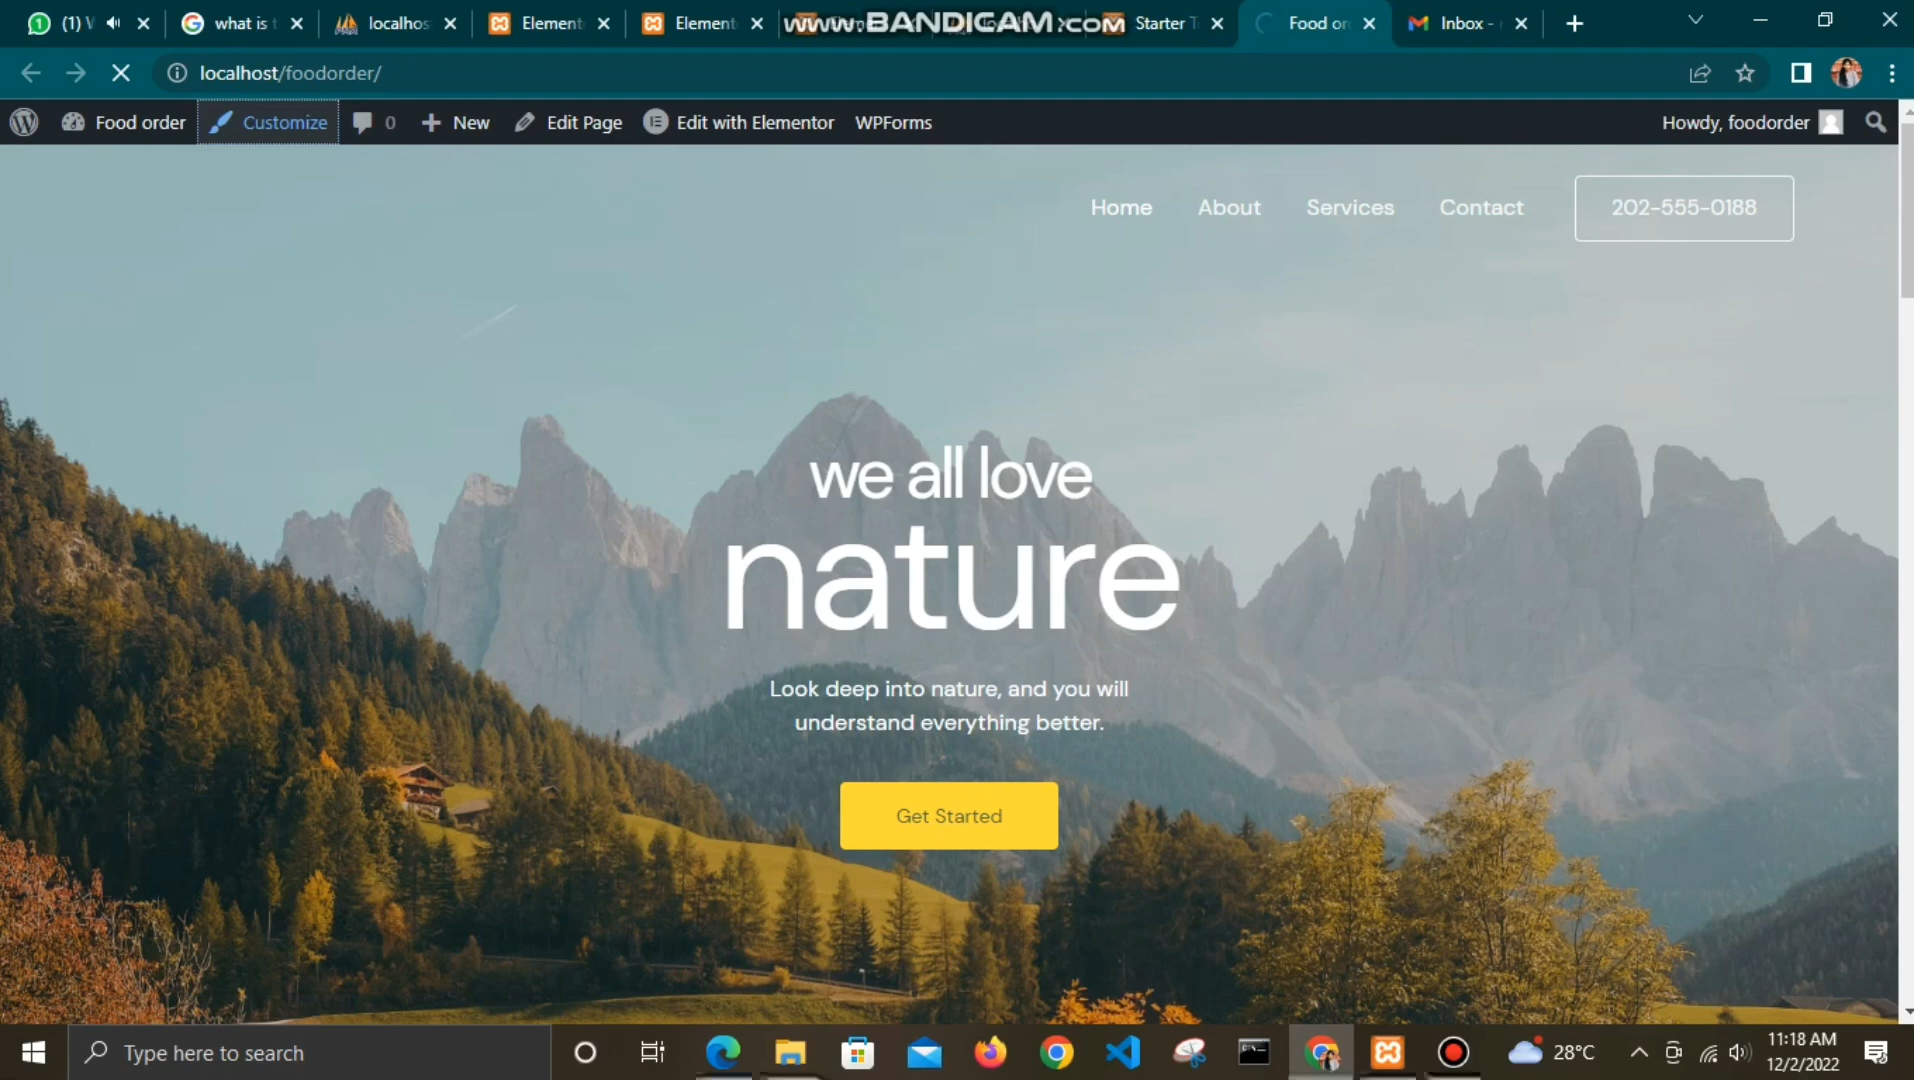 (1) W
what is t
localhos
Element
Element
www.BANDICAM.com
Starter T
Food or
Inbox -
localhost/foodorder/
Food order Customize 0 New Edit Page Edit with Elementor WPForms Howdy, foodorder
Home About Services Contact 202-555-0188
we all love
nature
Look deep into nature, and you will
understand everything better.
Get Started
Type here to search
28°C
11:18 AM
12/2/2022